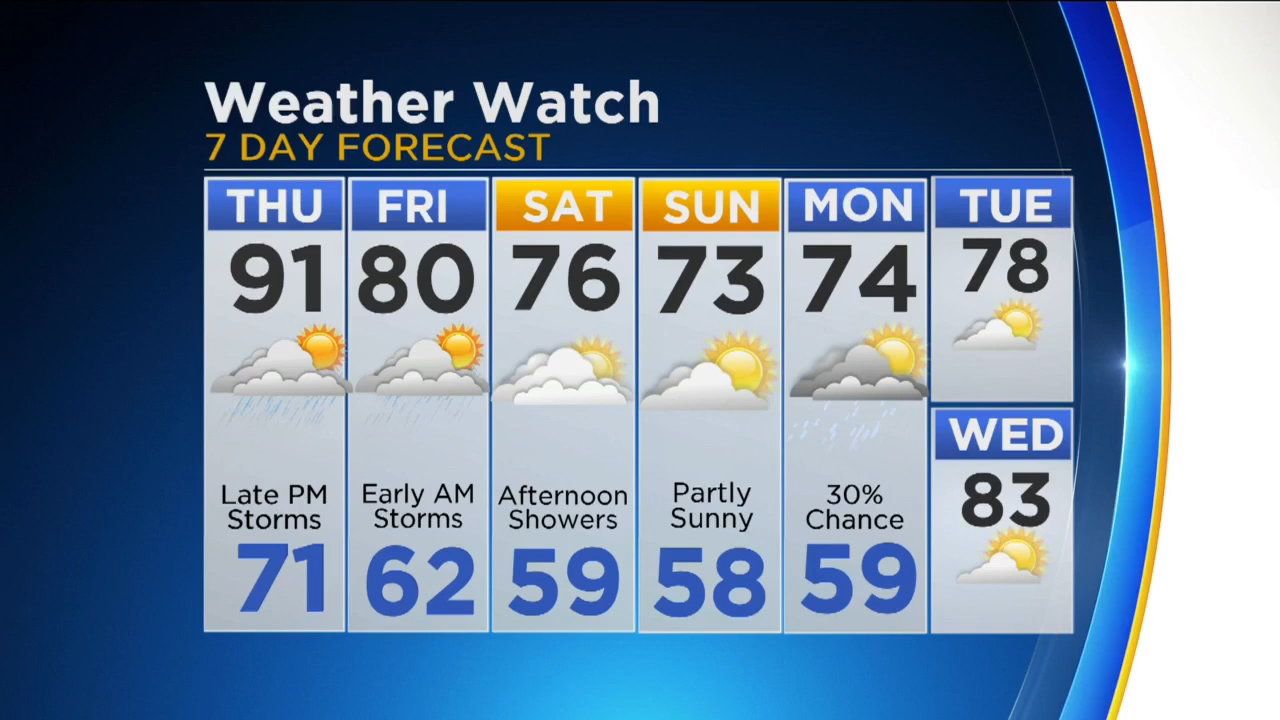 Weather Watch
7 DAY FORECAST
THU
91
Late PM
Storms
71
FRI
80
Early AM
Storms
62
SAT
76
Afternoon
Showers
59
SUN
73
Partly
Sunny
58
MON
74
30%
Chance
59
TUE
78
WED
83